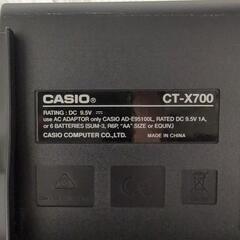 CASIO® CT-X700
RATING: DC 9.5V ⎓
use AC ADAPTOR only CASIO AD-E95100L, RATED DC 9.5V 1A,
or 6 BATTERIES (SUM-3, R6P, "AA" SIZE or EQUIV.)
CASIO COMPUTER CO.,LTD. MADE IN CHINA